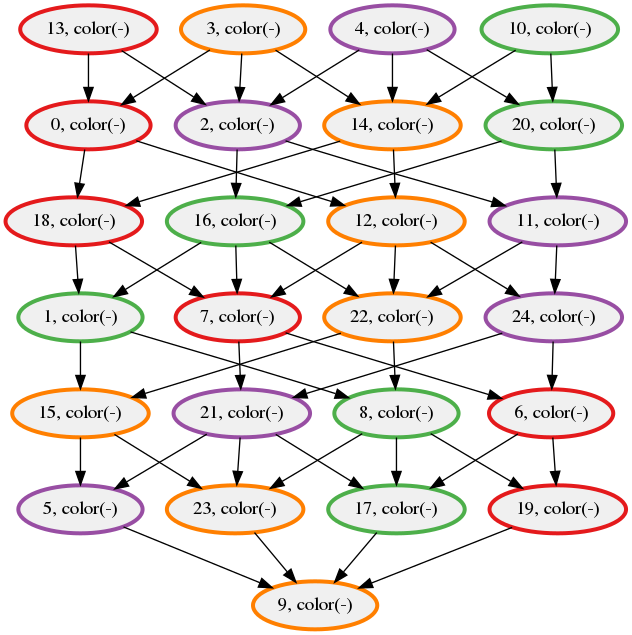 13, color(-)
3, color(-)
4, color(-)
10, color(-)
0, color(-)
2, color(-)
14, color(-)
20, color(-)
18, color(-)
16, color(-)
12, color(-)
11, color(-)
1, color(-)
7, color(-)
22, color(-)
24, color(-)
15, color(-)
21, color(-)
8, color(-)
6, color(-)
5, color(-)
23, color(-)
17, color(-)
19, color(-)
9, color(-)